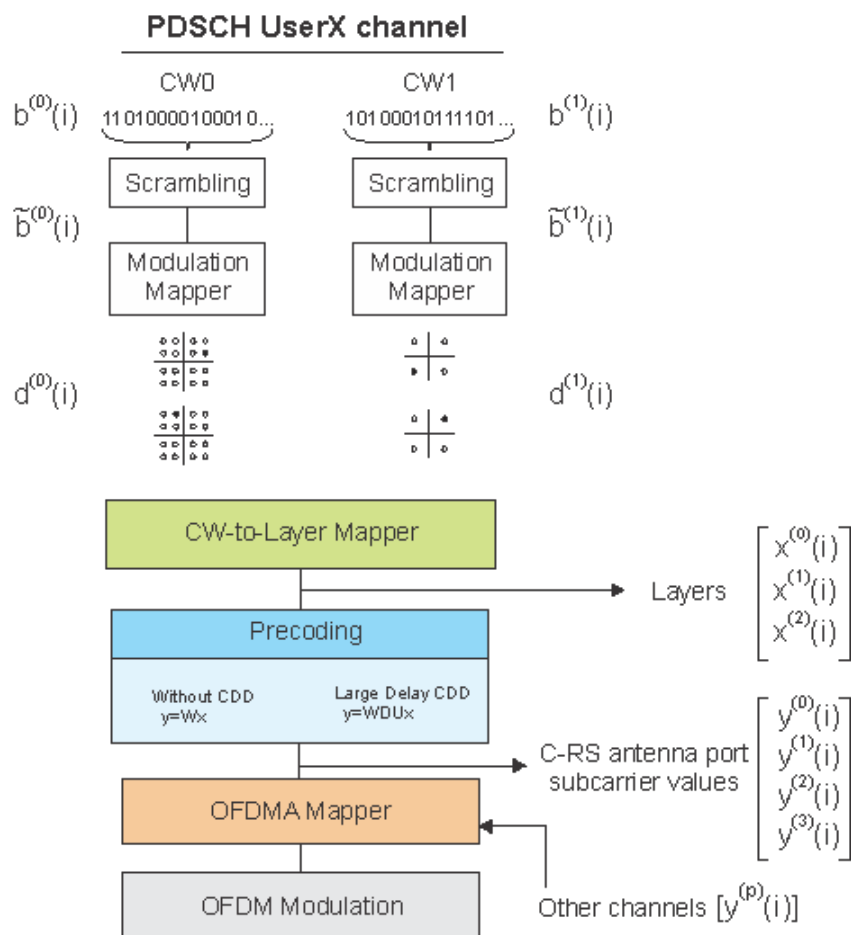 PDSCH UserX channel
CW0 CW1
b^(0)(i) 1101000010001 0... 10100010111101... b^(1)(i)
Scrambling Scrambling
b̃^(0)(i) b̃^(1)(i)
Modulation Mapper Modulation Mapper
d^(0)(i) d^(1)(i)
CW-to-Layer Mapper
Layers
x^(0)(i)
x^(1)(i)
x^(2)(i)
Precoding
Without CDD
y=Wx
Large Delay CDD
y=WDUx
C-RS antenna port
subcarrier values
y^(0)(i)
y^(1)(i)
y^(2)(i)
y^(3)(i)
OFDMA Mapper
OFDM Modulation
Other channels [y^(p)(i)]